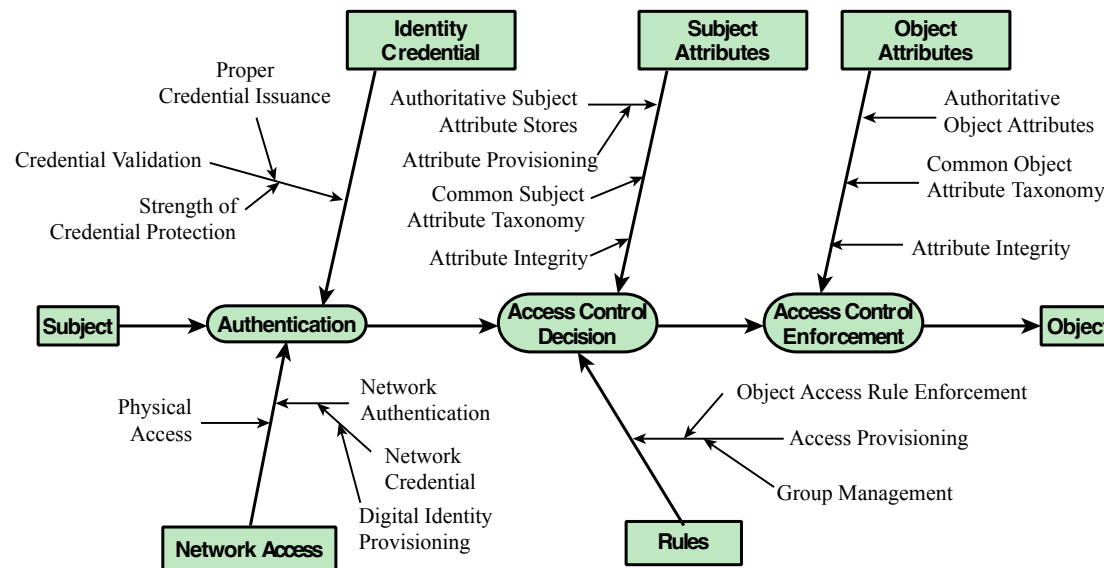 Identity
Credential
Subject
Attributes
Object
Attributes
Proper
Credential Issuance
Credential Validation
Strength of
Credential Protection
Authoritative Subject
Attribute Stores
Attribute Provisioning
Common Subject
Attribute Taxonomy
Attribute Integrity
Authoritative
Object Attributes
Common Object
Attribute Taxonomy
Attribute Integrity
Subject
Authentication
Access Control
Decision
Access Control
Enforcement
Object
Physical
Access
Network
Authentication
Network
Credential
Digital Identity
Provisioning
Object Access Rule Enforcement
Access Provisioning
Group Management
Network Access
Rules